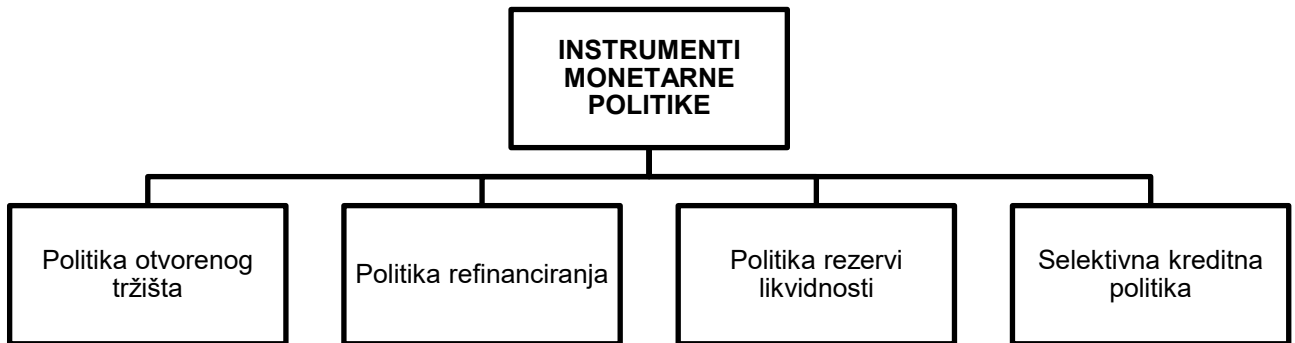 INSTRUMENTI
MONETARNE
POLITIKE
Politika otvorenog
tržišta
Politika refinanciranja
Politika rezervi
likvidnosti
Selektivna kreditna
politika